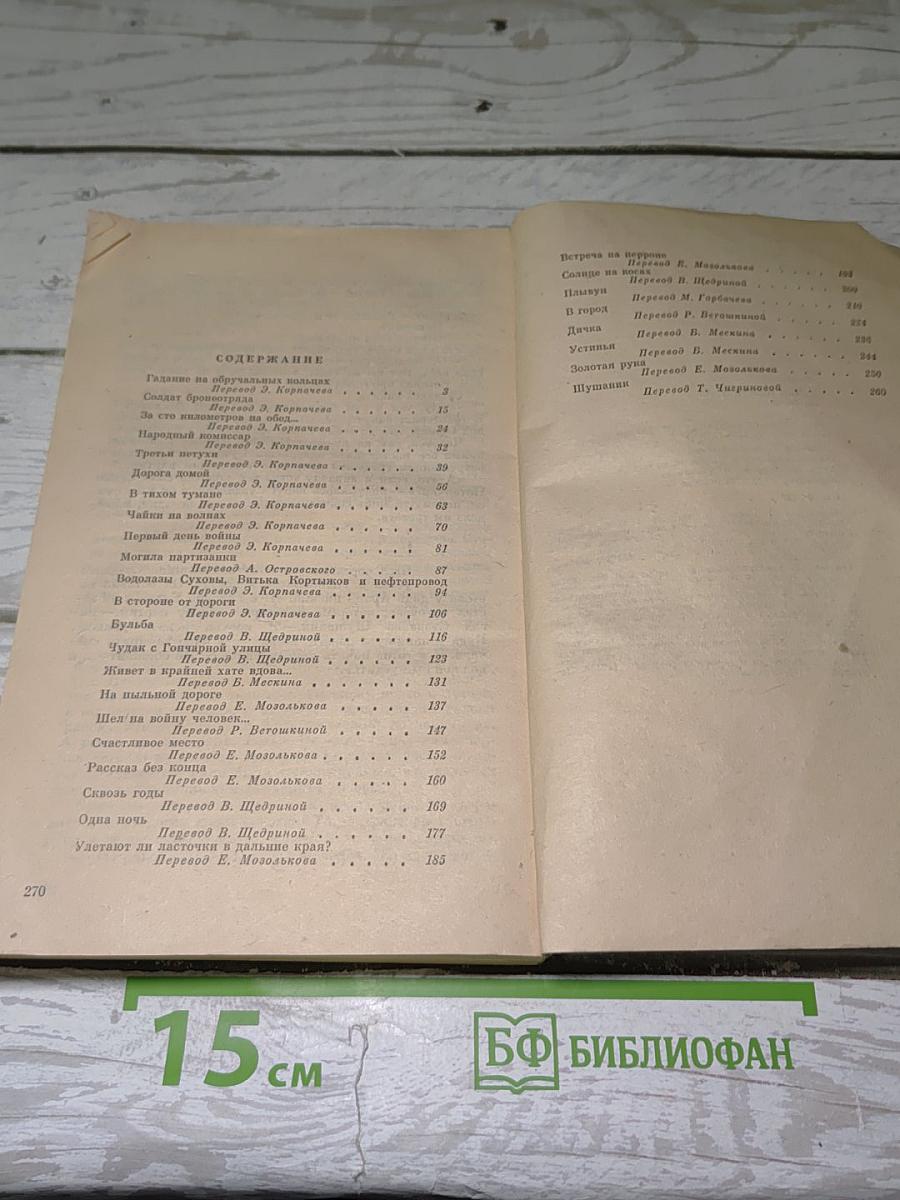 СОДЕРЖАНИЕ
Гадание на обручальных кольцах
Перевод Э. Корпачева . . . . . . 3
Солдат бронеотряда
Перевод Э. Корпачева . . . . . . 15
За сто километров на обед...
Перевод Э. Корпачева . . . . . . 24
Народный комиссар
Перевод Э. Корпачева . . . . . . 32
Третьи петухи
Перевод Э. Корпачева . . . . . . 39
Дорога домой
Перевод Э. Корпачева . . . . . . 56
В тихом тумане
Перевод Э. Корпачева . . . . . . 63
Чайки на волнах
Перевод Э. Корпачева . . . . . . 70
Первый день войны
Перевод Э. Корпачева . . . . . . 81
Могила партизанки
Перевод А. Островского . . . . . 87
Водолазы Суховы, Витька Кортыжов и нефтепровод
Перевод Э. Корпачева . . . . . . 94
В стороне от дороги
Перевод Э. Корпачева . . . . . . 106
Бульба
Перевод В. Щедриной . . . . . . 116
Чудак с Гончарной улицы
Перевод В. Щедриной . . . . . . 123
Живет в крайней хате вдова...
Перевод Б. Мескина . . . . . . . 131
На пыльной дороге
Перевод Е. Мозолькова . . . . . 137
Шел на войну человек...
Перевод Р. Ветошкиной . . . . . 147
Счастливое место
Перевод Е. Мозолькова . . . . . . 152
Рассказ без конца
Перевод Е. Мозолькова . . . . . 160
Сквозь годы
Перевод В. Щедриной . . . . . . 169
Одна ночь
Перевод В. Щедриной . . . . . . 177
Улетают ли ласточки в дальние края?
Перевод Е. Мозолькова . . . . . 185
270
Встреча на перроне
Перевод Е. Мозолькова . . . . .
Солнце на косах
Перевод В. Щедриной . . . . . . 200
Плывун
Перевод М. Горбачева . . . . . . 210
В город
Перевод Р. Ветошкиной . . . . . 224
Дичка
Перевод Б. Мескина . . . . . . . 236
Устинья
Перевод Б. Мескина . . . . . . . 244
Золотая рука
Перевод Е. Мозолькова . . . . . 250
Шушаник
Перевод Т. Чигриновой . . . . . 260
15 см
БФ БИБЛИОФАН